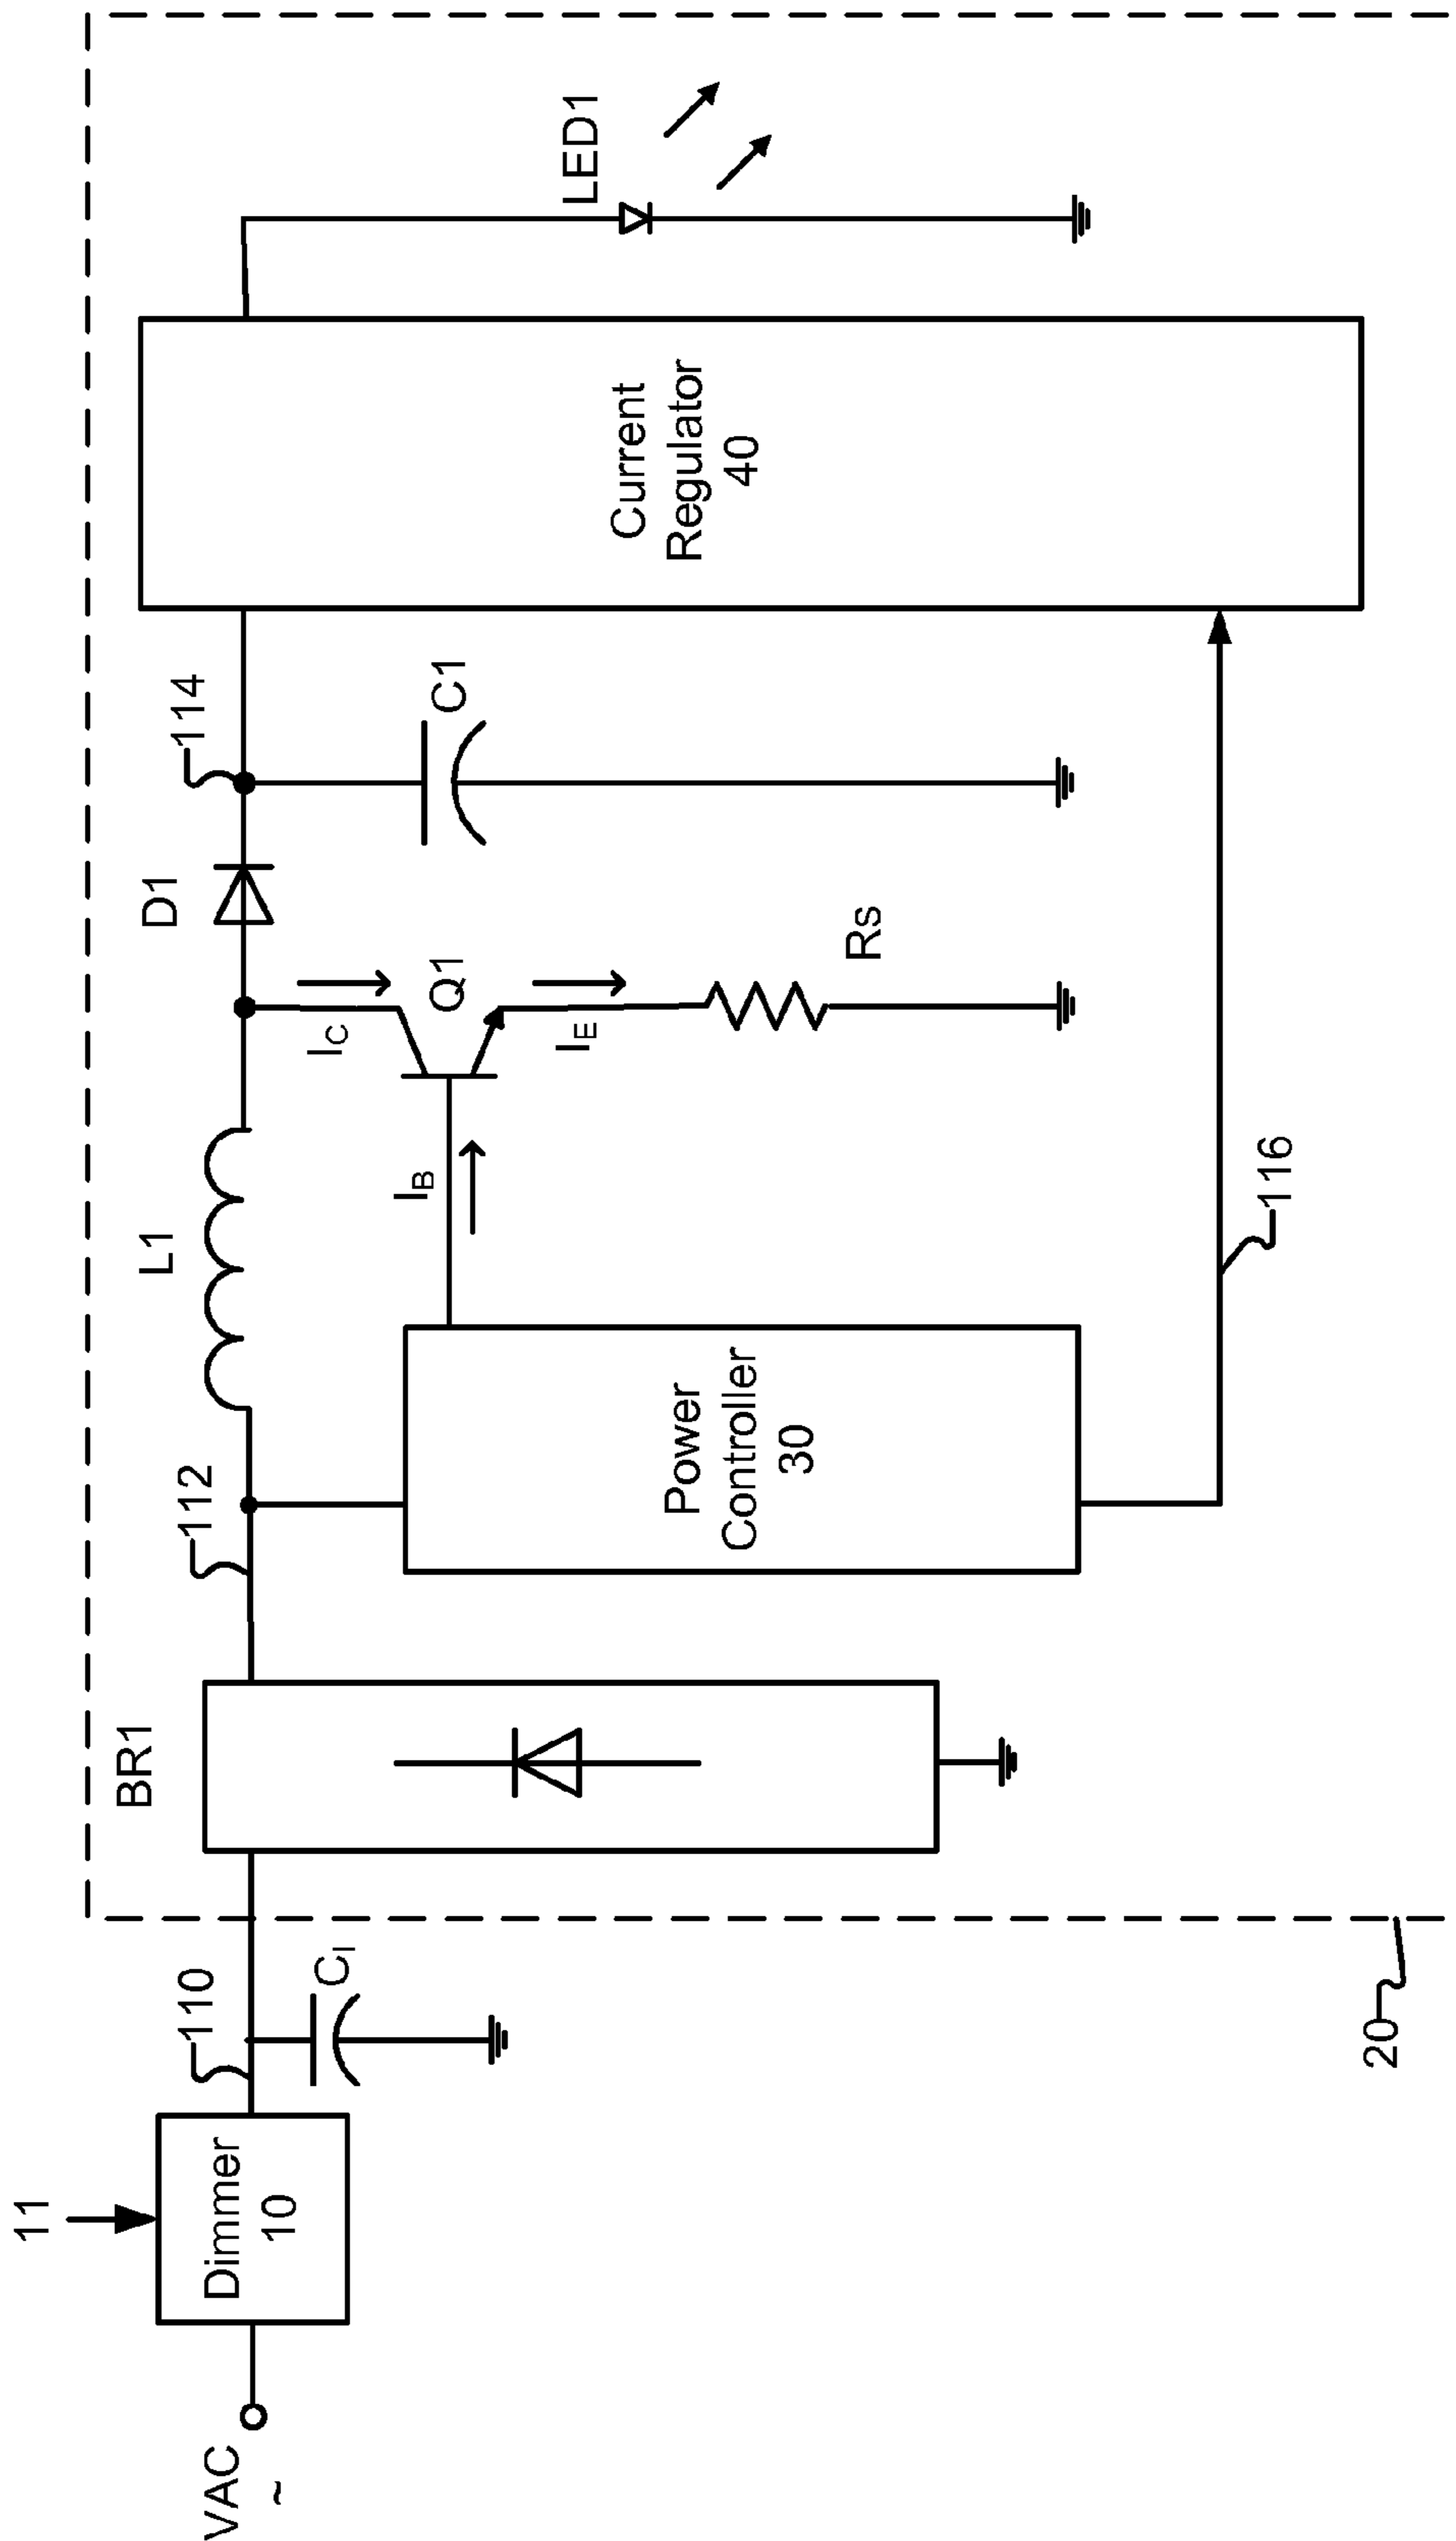 11
VAC
~
Dimmer
10
110
CI
20
BR1
112
Power
Controller
30
L1
IB
116
IC
Q1
IE
Rs
D1
114
C1
Current
Regulator
40
LED1